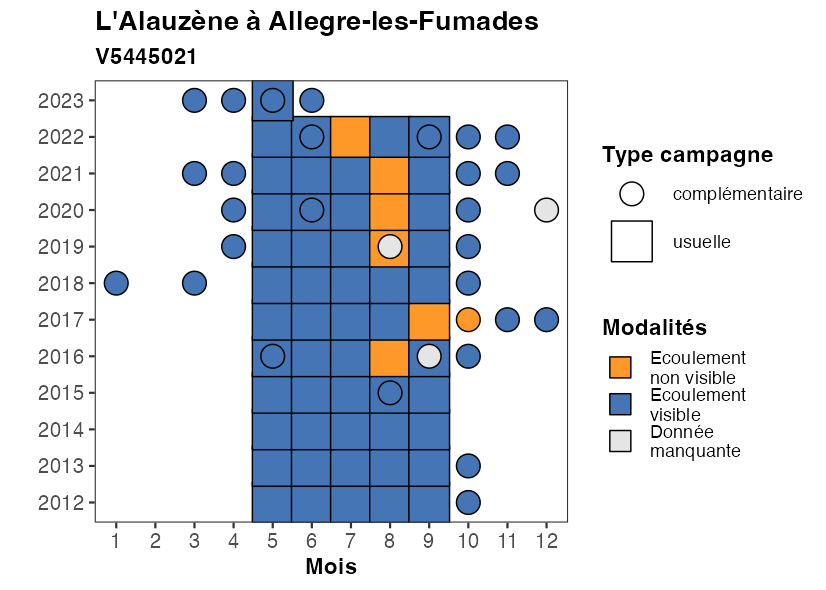 L'Alauzène à Allegre-les-Fumades
V5445021
2023
2022
2021
2020
2019
2018
2017
2016
2015
2014
2013
2012
1 2 3 4 5 6 7 8 9 10 11 12
Mois
Type campagne
complémentaire
usuelle
Modalités
Ecoulement
non visible
Ecoulement
visible
Donnée
manquante